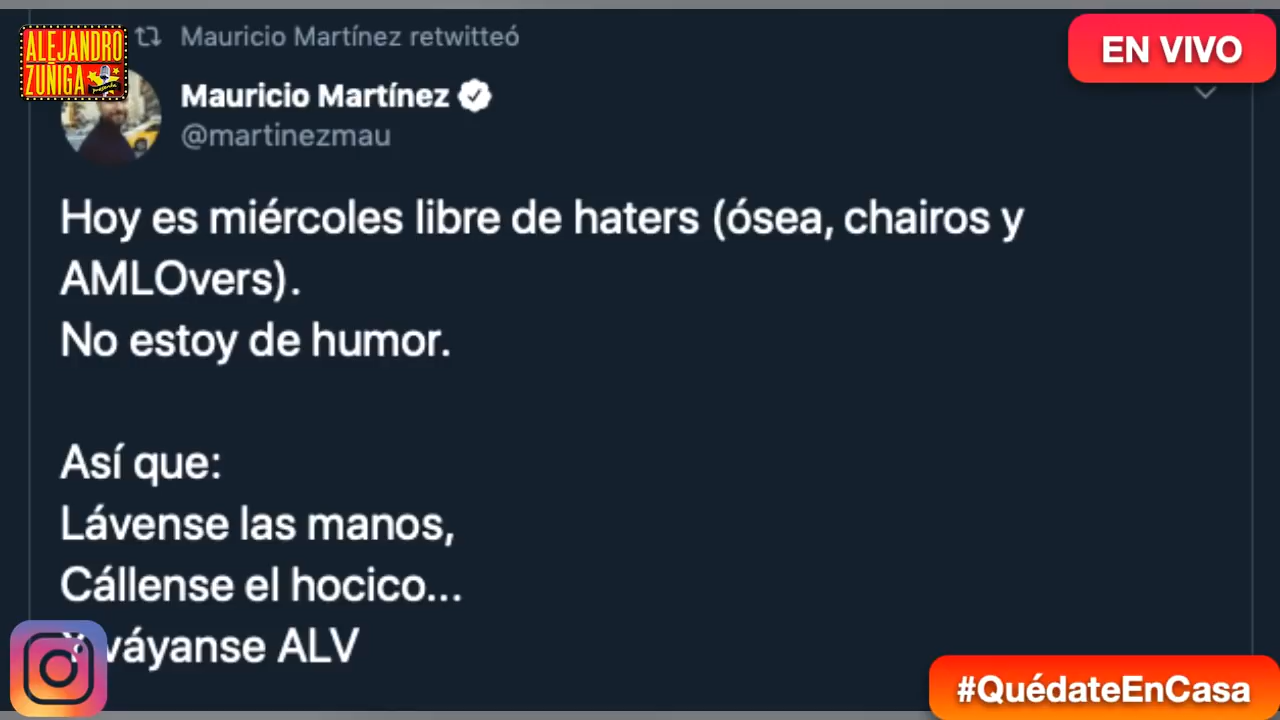 ALEJANDRO
ZÚÑIGA
Mauricio Martínez retwitteó
EN VIVO
Mauricio Martínez
@martinezmau
Hoy es miércoles libre de haters (ósea, chairos y
AMLOvers).
No estoy de humor.
Así que:
Lávense las manos,
Cállense el hocico...
Y váyanse ALV
#QuédateEnCasa